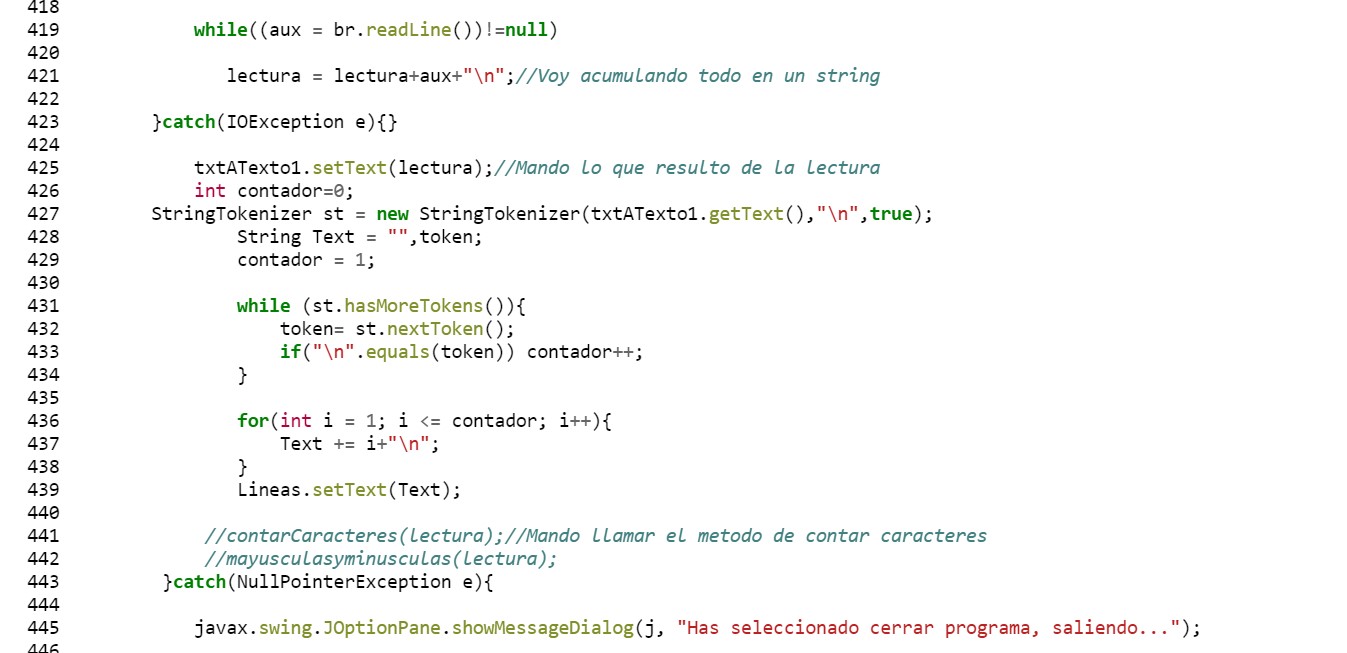 418
419 while((aux = br.readLine())!=null)
420
421 lectura = lectura+aux+"\n";//Voy acumulando todo en un string
422
423 }catch(IOException e){}
424
425 txtATexto1.setText(lectura);//Mando lo que resulto de la lectura
426 int contador=0;
427 StringTokenizer st = new StringTokenizer(txtATexto1.getText(),"\n",true);
428 String Text = "",token;
429 contador = 1;
430
431 while (st.hasMoreTokens()){
432 token= st.nextToken();
433 if("\n".equals(token)) contador++;
434 }
435
436 for(int i = 1; i <= contador; i++){
437 Text += i+"\n";
438 }
439 Lineas.setText(Text);
440
441 //contarCaracteres(lectura);//Mando llamar el metodo de contar caracteres
442 //mayusculasyminusculas(lectura);
443 }catch(NullPointerException e){
444
445 javax.swing.JOptionPane.showMessageDialog(j, "Has seleccionado cerrar programa, saliendo...");
446